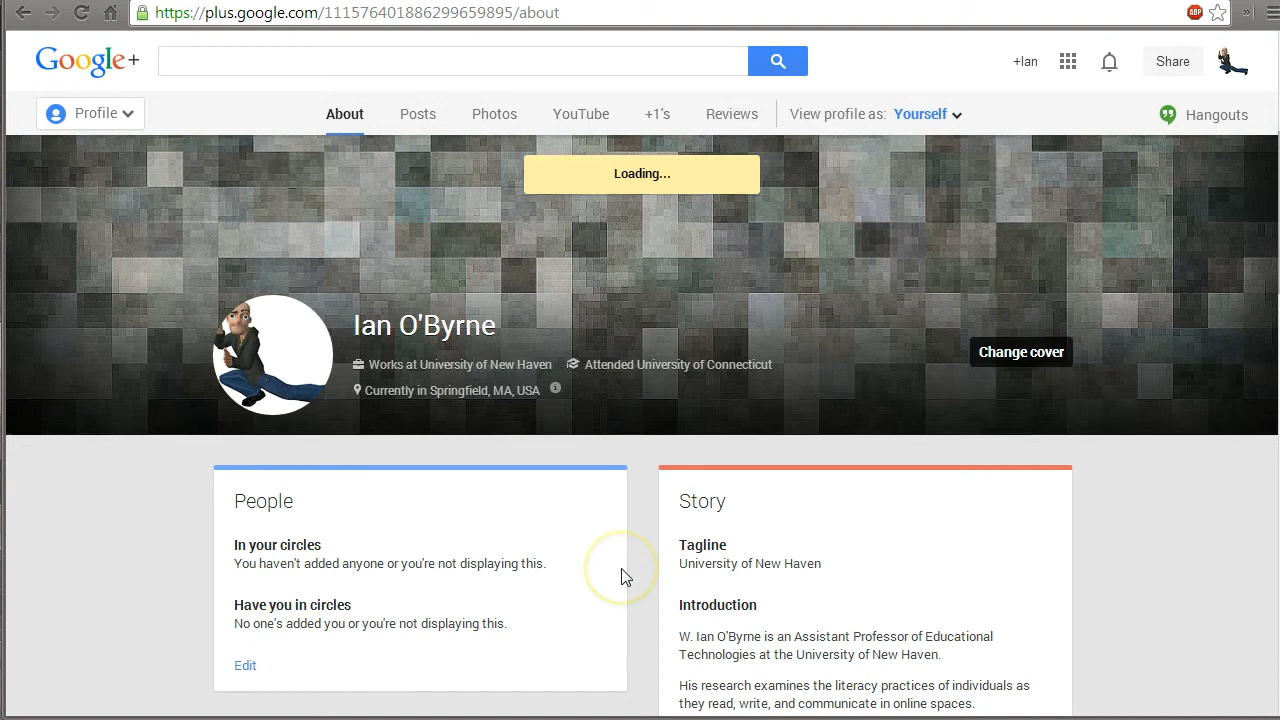 https://plus.google.com/111576401886299659895/about
ABP
Google+
+Ian
Share
Profile
About
Posts
Photos
YouTube
+1's
Reviews
View profile as: Yourself
Hangouts
Loading...
Ian O'Byrne
Works at University of New Haven
Attended University of Connecticut
Currently in Springfield, MA, USA
Change cover
People
In your circles
You haven't added anyone or you're not displaying this.
Have you in circles
No one's added you or you're not displaying this.
Edit
Story
Tagline
University of New Haven
Introduction
W. Ian O'Byrne is an Assistant Professor of Educational
Technologies at the University of New Haven.
His research examines the literacy practices of individuals as
they read, write, and communicate in online spaces.